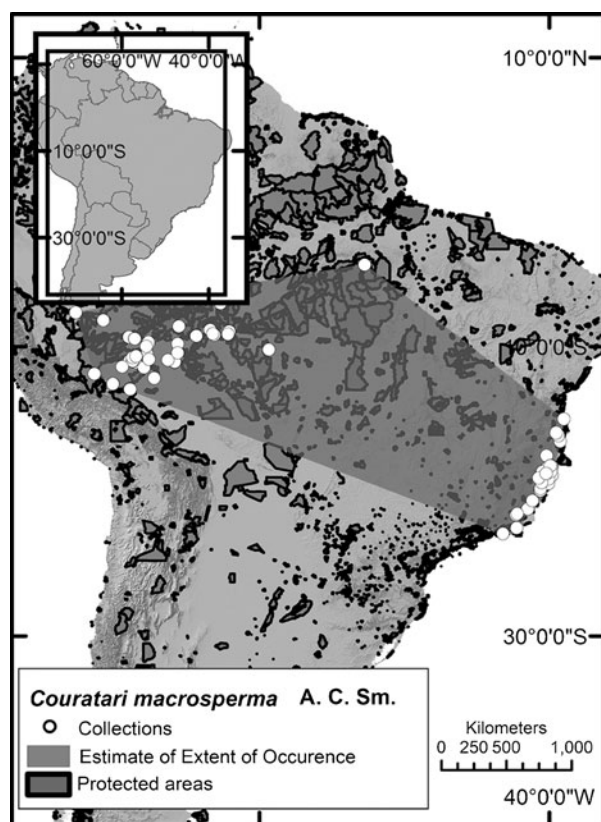 60°0'0"W 40°0'0"W
10°0'0"N
10°0'0"S
30°0'0"S
10°0'0"S
30°0'0"S
Couratari macrosperma A. C. Sm.
Collections
Estimate of Extent of Occurence
Protected areas
Kilometers
0 250 500 1,000
40°0'0"W